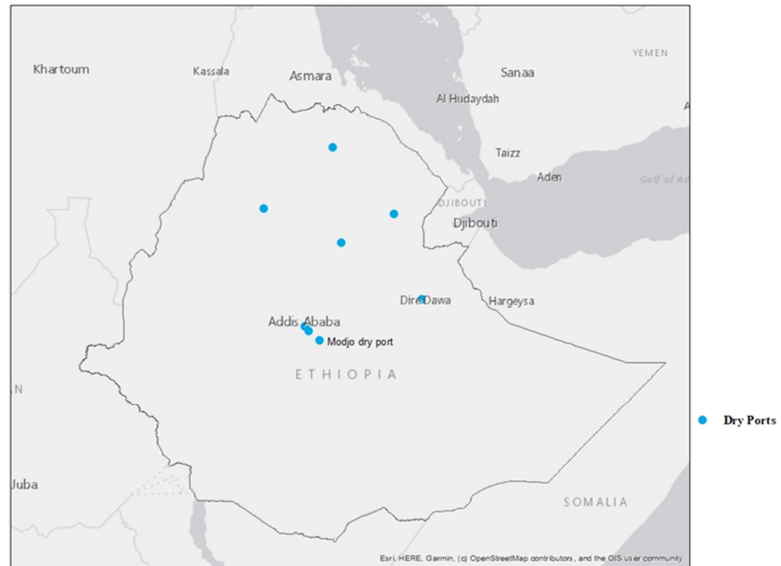 YEMEN
Khartoum
Kassala
Asmara
Sanaa
Al Hudaydah
Taizz
Aden
Gulf of Ad
DJIBOUTI
Djibouti
Dire Dawa
Hargeysa
Addis Ababa
Modjo dry port
ETHIOPIA
N
Dry Ports
Juba
SOMALIA
Esri, HERE, Garmin, (c) OpenStreetMap contributors, and the GIS user community